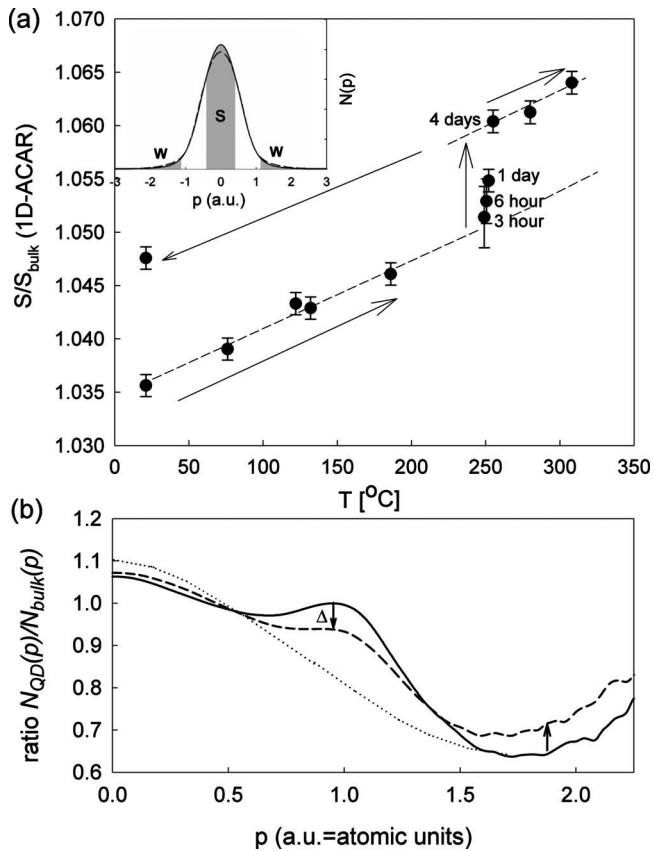 (a)
1.070
1.065
1.060
1.055
1.050
1.045
1.040
1.035
1.030
S/S_bulk (1D-ACAR)
0 50 100 150 200 250 300 350
T [°C]
W S W
N(p)
-3 -2 -1 0 1 2 3
p (a.u.)
4 days
1 day
6 hour
3 hour
(b)
1.2
1.1
1.0
0.9
0.8
0.7
0.6
ratio N_QD(p)/N_bulk(p)
Δ
0.0 0.5 1.0 1.5 2.0
p (a.u.=atomic units)